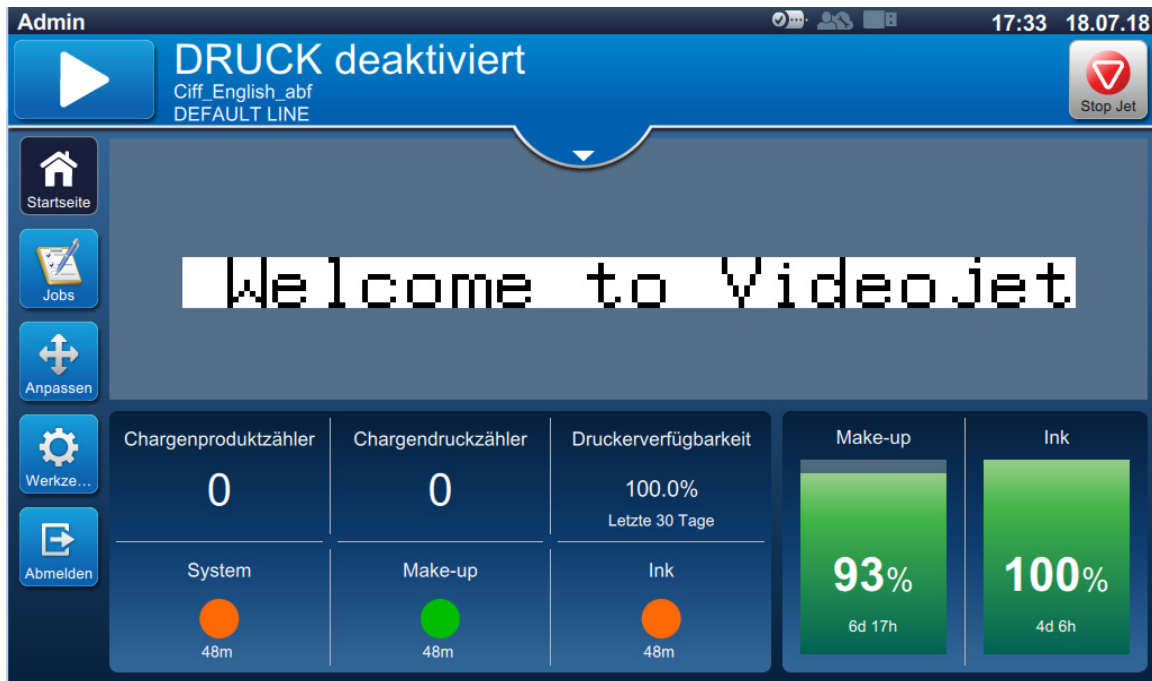 Admin
17:33 18.07.18
DRUCK deaktiviert
Ciff_English_abf
DEFAULT LINE
Stop Jet
Startseite
Jobs
Anpassen
Werkze...
Abmelden
Welcome to Videojet
Chargenproduktzähler
0
Chargendruckzähler
0
Druckerverfügbarkeit
100.0%
Letzte 30 Tage
System
48m
Make-up
48m
Ink
48m
Make-up
93%
6d 17h
Ink
100%
4d 6h